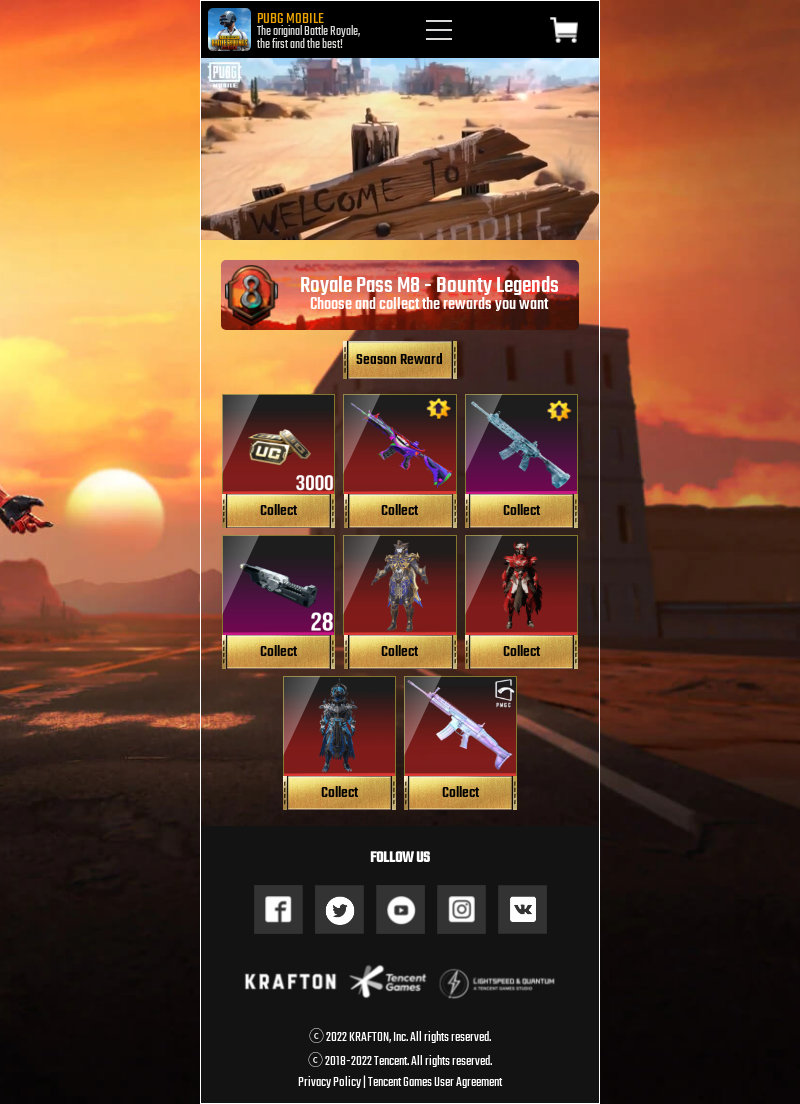 PUBG MOBILE
The original Battle Royale,
the first and the best!
PUBG
MOBILE
WELCOME To
MOBILE
8
Royale Pass M8 - Bounty Legends
Choose and collect the rewards you want
Season Reward
UC
3000
Collect
Collect
Collect
28
Collect
Collect
Collect
PMGC
Collect
Collect
FOLLOW US
KRAFTON
Tencent
Games
LIGHTSPEED & QUANTUM
A TENCENT GAMES STUDIO
ⓒ 2022 KRAFTON, Inc. All rights reserved.
ⓒ 2018-2022 Tencent. All rights reserved.
Privacy Policy | Tencent Games User Agreement